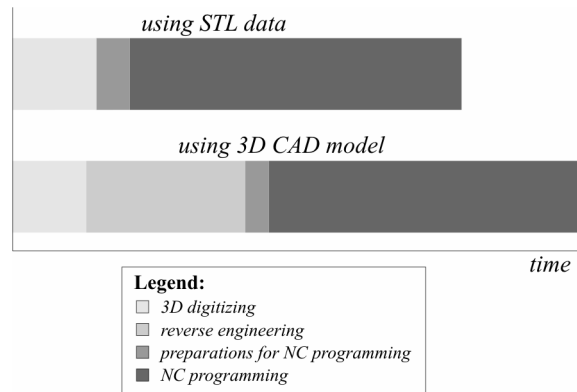 using STL data
using 3D CAD model
time
Legend:
3D digitizing
reverse engineering
preparations for NC programming
NC programming